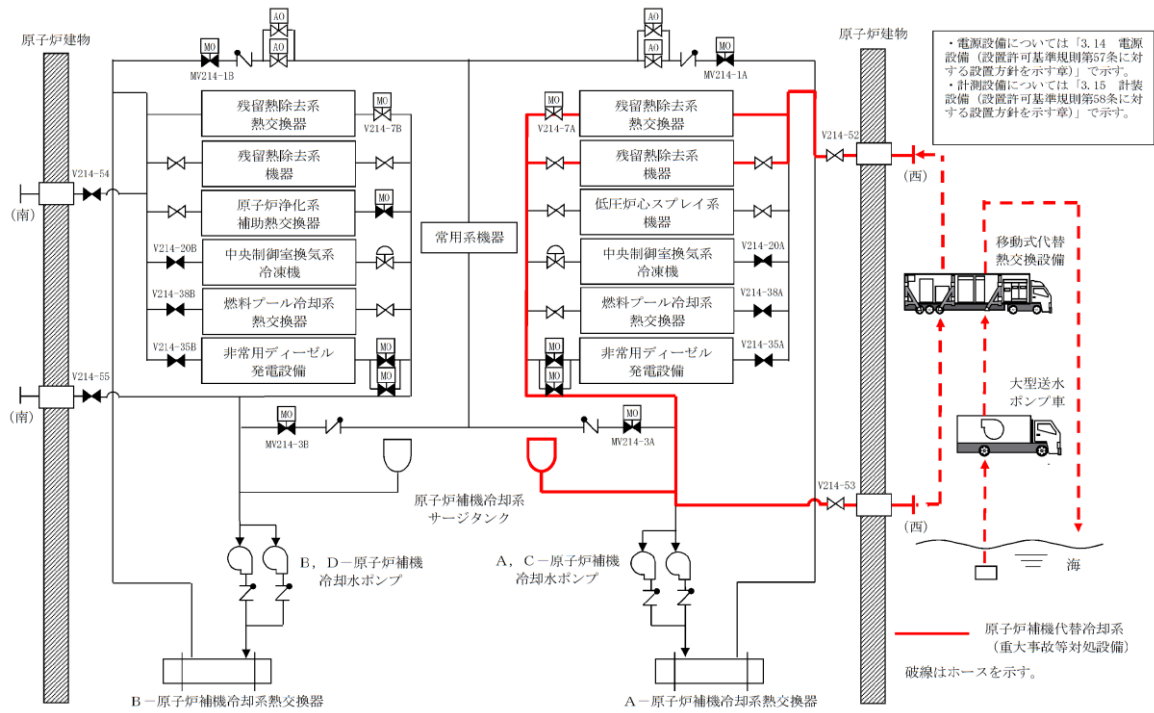 原子炉建物
AO
AO
MO
MV214-1B
AO
AO
MO
MV214-1A
原子炉建物
・電源設備については「3.14 電源
設備(設置許可基準規則第57条に対
する設置方針を示す章)」で示す。
・計測設備については「3.15 計装
設備(設置許可基準規則第58条に対
する設置方針を示す章)」で示す。
残留熱除去系
熱交換器
MO
V214-7B
残留熱除去系
機器
原子炉浄化系
補助熱交換器
MO
V214-20B
中央制御室換気系
冷凍機
V214-38B
燃料プール冷却系
熱交換器
V214-35B
非常用ディーゼル
発電設備
MO
MO
V214-54
(南)
V214-55
(南)
常用系機器
MO
V214-7A
残留熱除去系
熱交換器
残留熱除去系
機器
低圧炉心スプレイ系
機器
中央制御室換気系
冷凍機
V214-20A
燃料プール冷却系
熱交換器
V214-38A
MO
MO
非常用ディーゼル
発電設備
V214-35A
V214-52
(西)
移動式代替
熱交換設備
大型送水
ポンプ車
MO
MV214-3B
MO
MV214-3A
原子炉補機冷却系
サージタンク
V214-53
(西)
海
B,D-原子炉補機
冷却水ポンプ
A,C-原子炉補機
冷却水ポンプ
B-原子炉補機冷却系熱交換器
A-原子炉補機冷却系熱交換器
原子炉補機代替冷却系
(重大事故等対処設備)
破線はホースを示す。